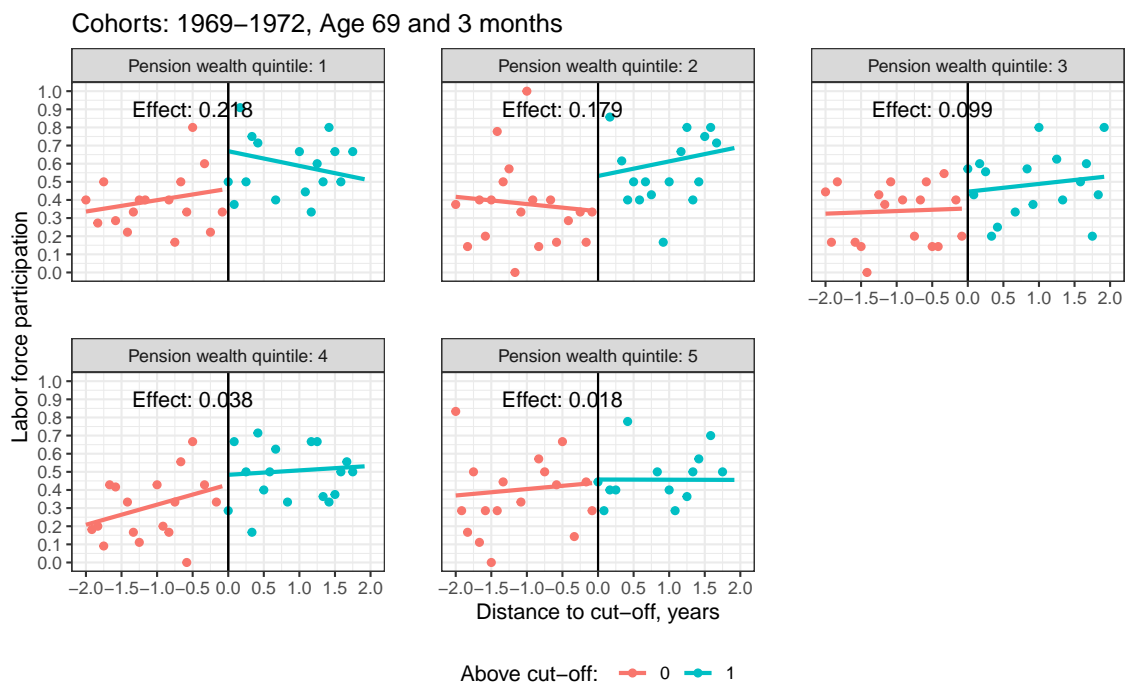 Cohorts: 1969−1972, Age 69 and 3 months
Pension wealth quintile: 1
Pension wealth quintile: 2
Pension wealth quintile: 3
Effect: 0.218
Effect: 0.179
Effect: 0.099
1.0
0.9
0.8
0.7
0.6
0.5
0.4
0.3
0.2
0.1
0.0
−2.0 −1.5 −1.0 −0.5 0.0 0.5 1.0 1.5 2.0
Labor force participation
Pension wealth quintile: 4
Pension wealth quintile: 5
Effect: 0.038
Effect: 0.018
1.0
0.9
0.8
0.7
0.6
0.5
0.4
0.3
0.2
0.1
0.0
−2.0 −1.5 −1.0 −0.5 0.0 0.5 1.0 1.5 2.0
−2.0 −1.5 −1.0 −0.5 0.0 0.5 1.0 1.5 2.0
Distance to cut−off, years
Above cut−off: 0 1